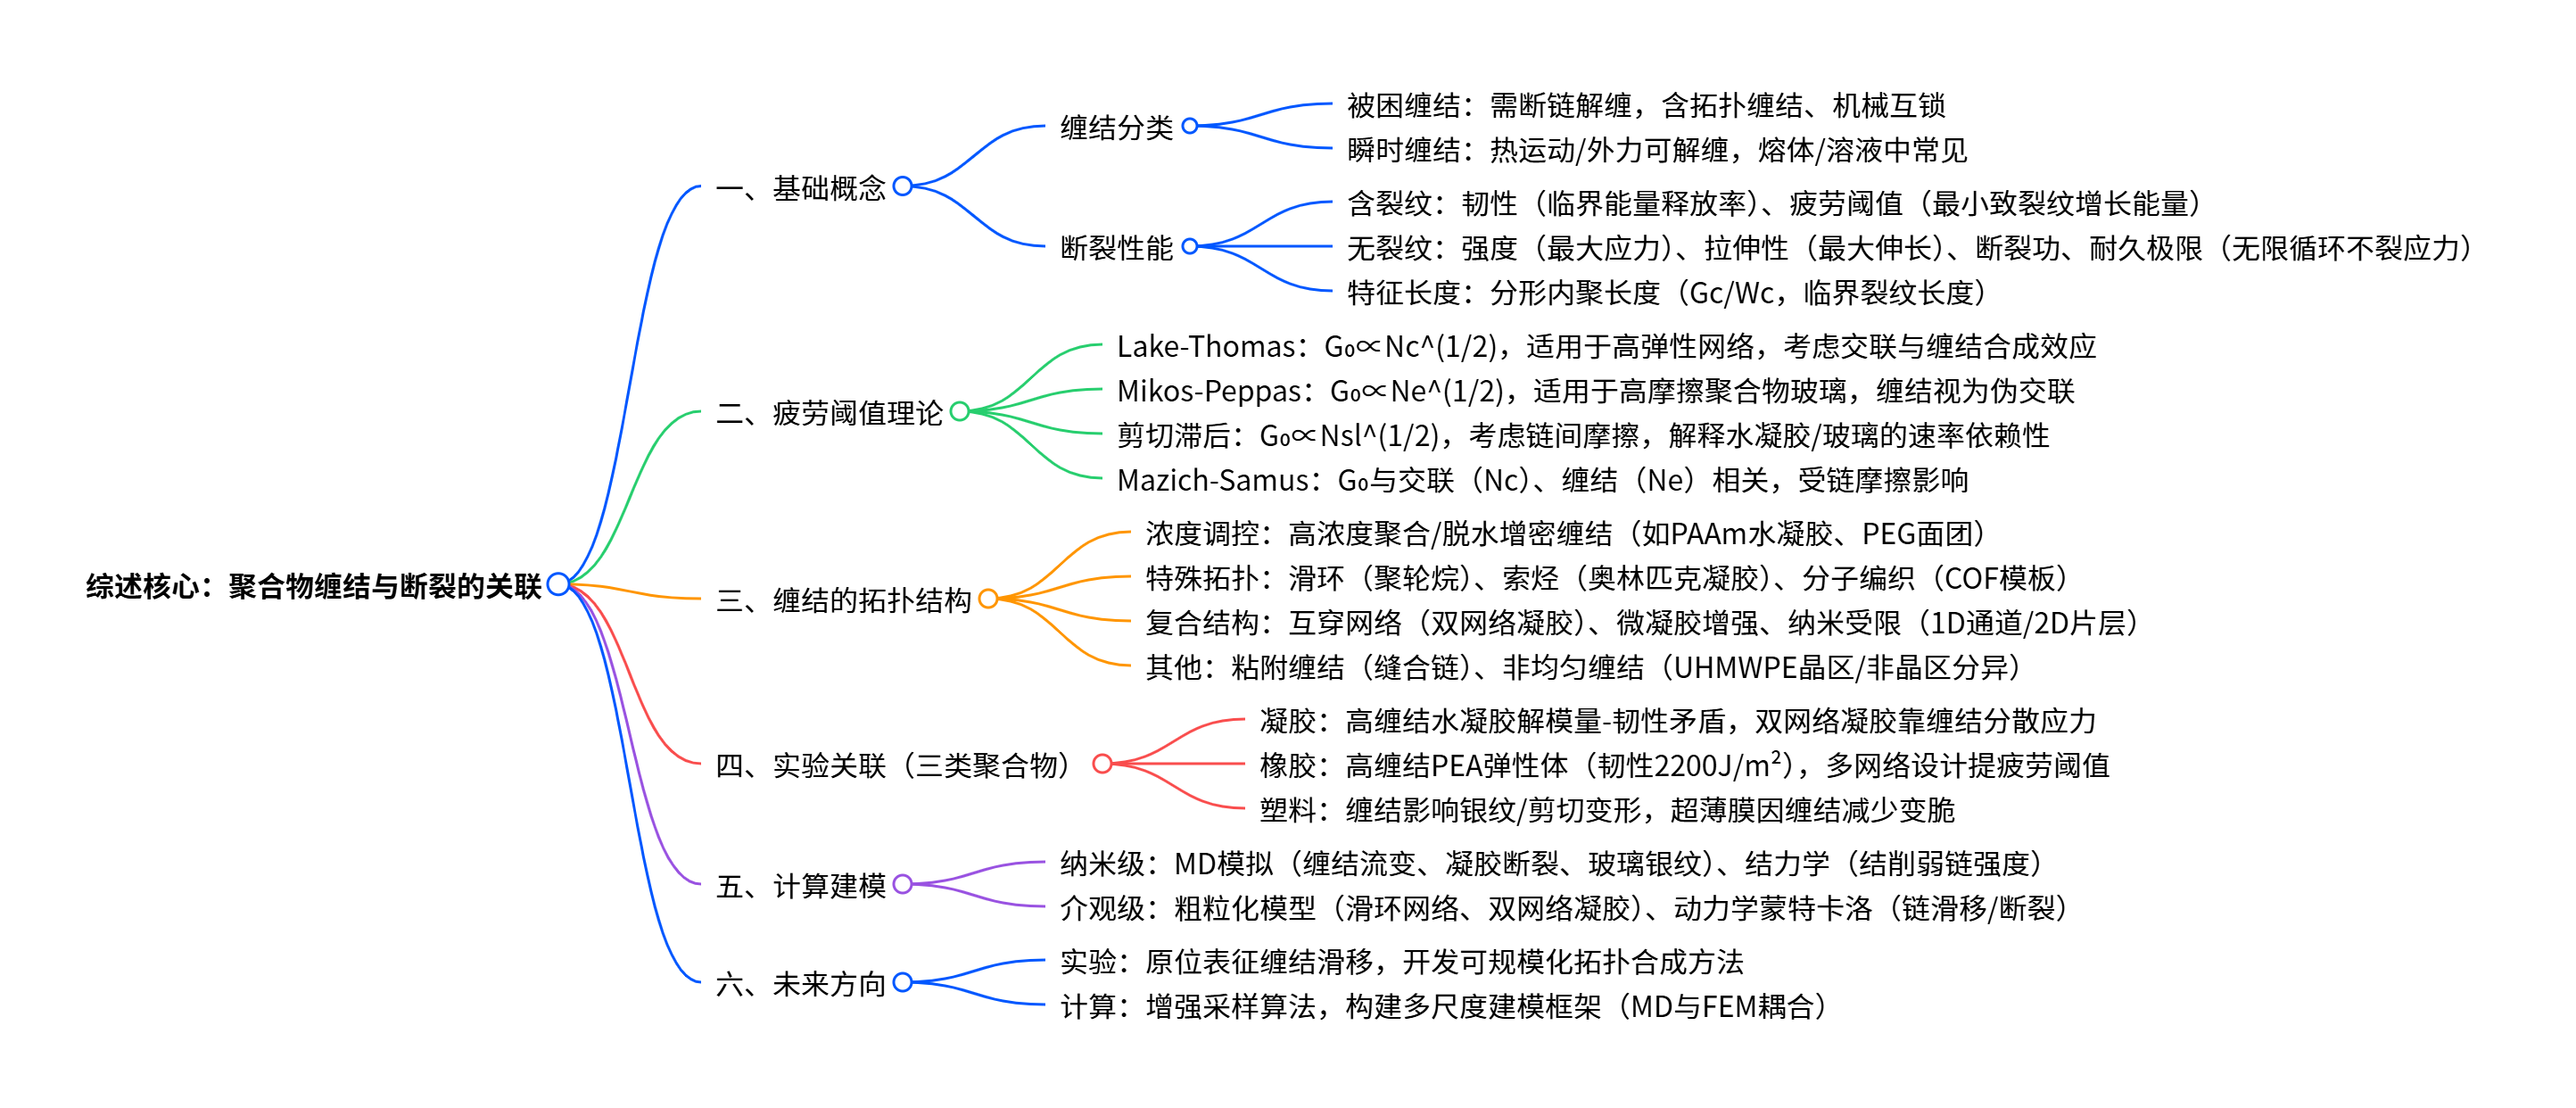 综述核心：聚合物缠结与断裂的关联
一、基础概念
缠结分类
被困缠结：需断链解缠，含拓扑缠结、机械互锁
瞬时缠结：热运动/外力可解缠，熔体/溶液中常见
断裂性能
含裂纹：韧性（临界能量释放率）、疲劳阈值（最小致裂纹增长能量）
无裂纹：强度（最大应力）、拉伸性（最大伸长）、断裂功、耐久极限（无限循环不裂应力）
特征长度：分形内聚长度（Gc/Wc，临界裂纹长度）
二、疲劳阈值理论
Lake-Thomas：G₀∝Nc^(1/2)，适用于高弹性网络，考虑交联与缠结合成效应
Mikos-Peppas：G₀∝Ne^(1/2)，适用于高摩擦聚合物玻璃，缠结视为伪交联
剪切滞后：G₀∝Nsl^(1/2)，考虑链间摩擦，解释水凝胶/玻璃的速率依赖性
Mazich-Samus：G₀与交联（Nc）、缠结（Ne）相关，受链摩擦影响
三、缠结的拓扑结构
浓度调控：高浓度聚合/脱水增密缠结（如PAAm水凝胶、PEG面团）
特殊拓扑：滑环（聚轮烷）、索烃（奥林匹克凝胶）、分子编织（COF模板）
复合结构：互穿网络（双网络凝胶）、微凝胶增强、纳米受限（1D通道/2D片层）
其他：粘附缠结（缝合链）、非均匀缠结（UHMWPE晶区/非晶区分异）
四、实验关联（三类聚合物）
凝胶：高缠结水凝胶解模量-韧性矛盾，双网络凝胶靠缠结分散应力
橡胶：高缠结PEA弹性体（韧性2200J/m²），多网络设计提疲劳阈值
塑料：缠结影响银纹/剪切变形，超薄膜因缠结减少变脆
五、计算建模
纳米级：MD模拟（缠结流变、凝胶断裂、玻璃银纹）、结力学（结削弱链强度）
介观级：粗粒化模型（滑环网络、双网络凝胶）、动力学蒙特卡洛（链滑移/断裂）
六、未来方向
实验：原位表征缠结滑移，开发可规模化拓扑合成方法
计算：增强采样算法，构建多尺度建模框架（MD与FEM耦合）